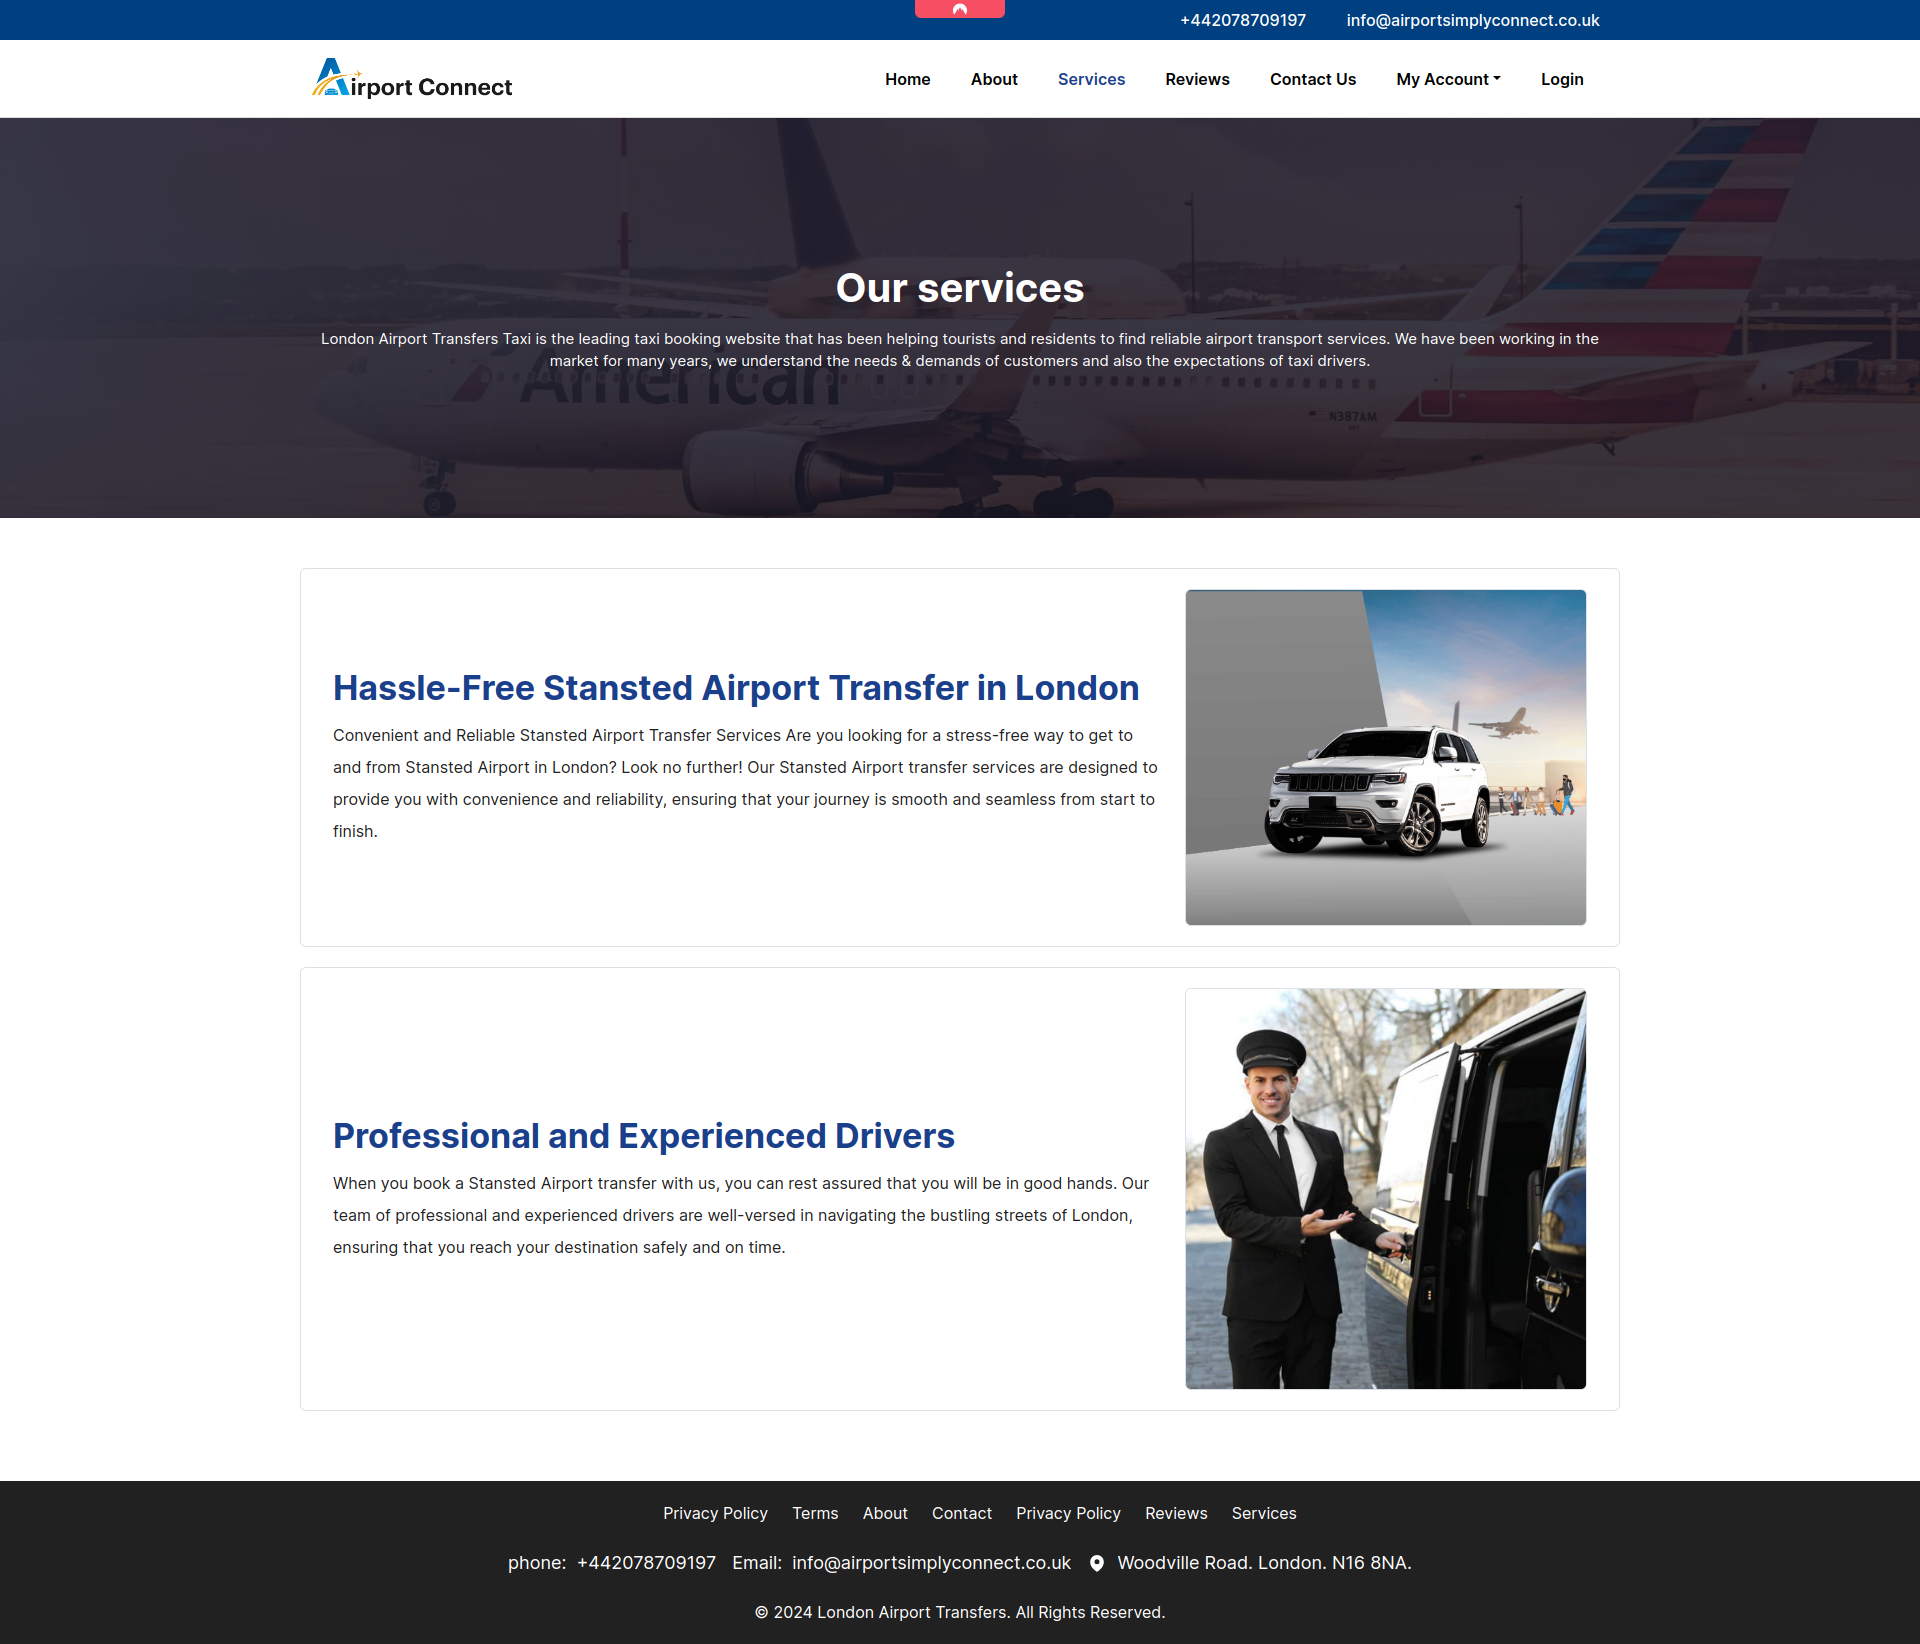 +442078709197 info@airportsimplyconnect.co.uk
Airport Connect Home About Services Reviews Contact Us My Account Login
Our services
London Airport Transfers Taxi is the leading taxi booking website that has been helping tourists and residents to find reliable airport transport services. We have been working in the
market for many years, we understand the needs & demands of customers and also the expectations of taxi drivers.
American
N387AM
Hassle-Free Stansted Airport Transfer in London
Convenient and Reliable Stansted Airport Transfer Services Are you looking for a stress-free way to get to
and from Stansted Airport in London? Look no further! Our Stansted Airport transfer services are designed to
provide you with convenience and reliability, ensuring that your journey is smooth and seamless from start to
finish.
Professional and Experienced Drivers
When you book a Stansted Airport transfer with us, you can rest assured that you will be in good hands. Our
team of professional and experienced drivers are well-versed in navigating the bustling streets of London,
ensuring that you reach your destination safely and on time.
Privacy Policy Terms About Contact Privacy Policy Reviews Services
phone: +442078709197 Email: info@airportsimplyconnect.co.uk Woodville Road. London. N16 8NA.
© 2024 London Airport Transfers. All Rights Reserved.